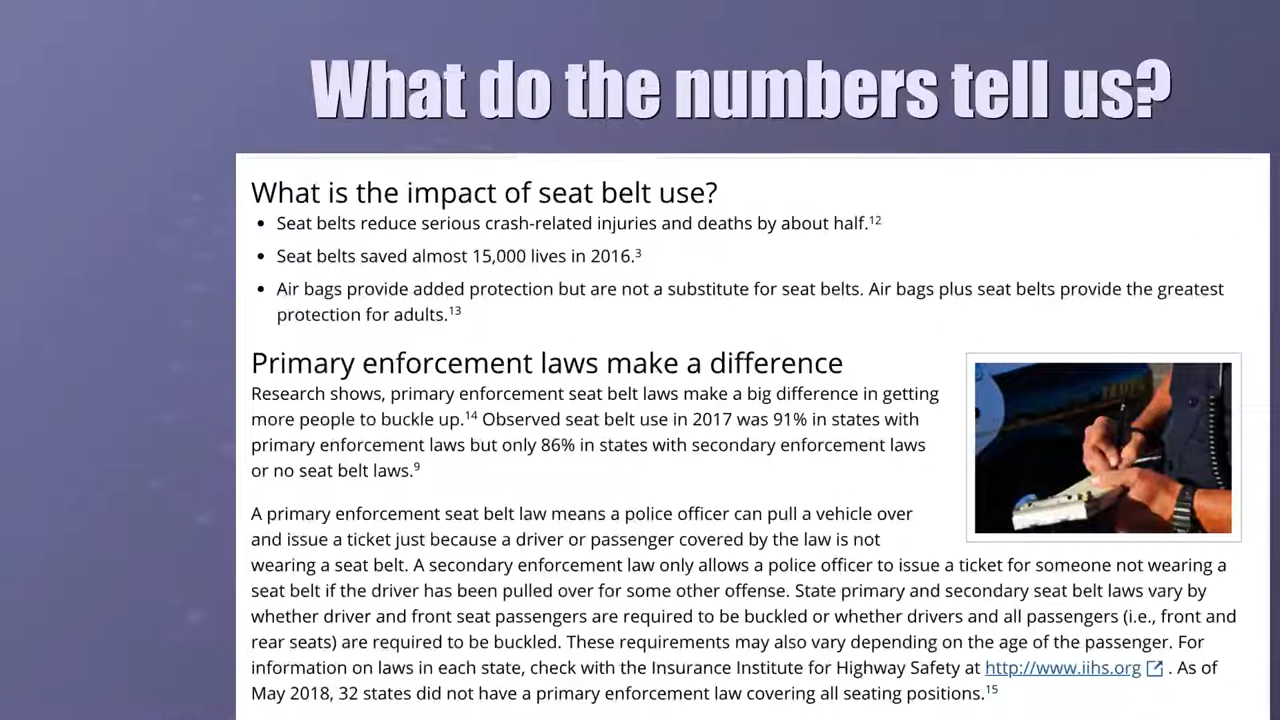 What do the numbers tell us?
What is the impact of seat belt use?
• Seat belts reduce serious crash-related injuries and deaths by about half.12
• Seat belts saved almost 15,000 lives in 2016.3
• Air bags provide added protection but are not a substitute for seat belts. Air bags plus seat belts provide the greatest
protection for adults.13
Primary enforcement laws make a difference
Research shows, primary enforcement seat belt laws make a big difference in getting
more people to buckle up.14 Observed seat belt use in 2017 was 91% in states with
primary enforcement laws but only 86% in states with secondary enforcement laws
or no seat belt laws.9
A primary enforcement seat belt law means a police officer can pull a vehicle over
and issue a ticket just because a driver or passenger covered by the law is not
wearing a seat belt. A secondary enforcement law only allows a police officer to issue a ticket for someone not wearing a
seat belt if the driver has been pulled over for some other offense. State primary and secondary seat belt laws vary by
whether driver and front seat passengers are required to be buckled or whether drivers and all passengers (i.e., front and
rear seats) are required to be buckled. These requirements may also vary depending on the age of the passenger. For
information on laws in each state, check with the Insurance Institute for Highway Safety at http://www.iihs.org . As of
May 2018, 32 states did not have a primary enforcement law covering all seating positions.15